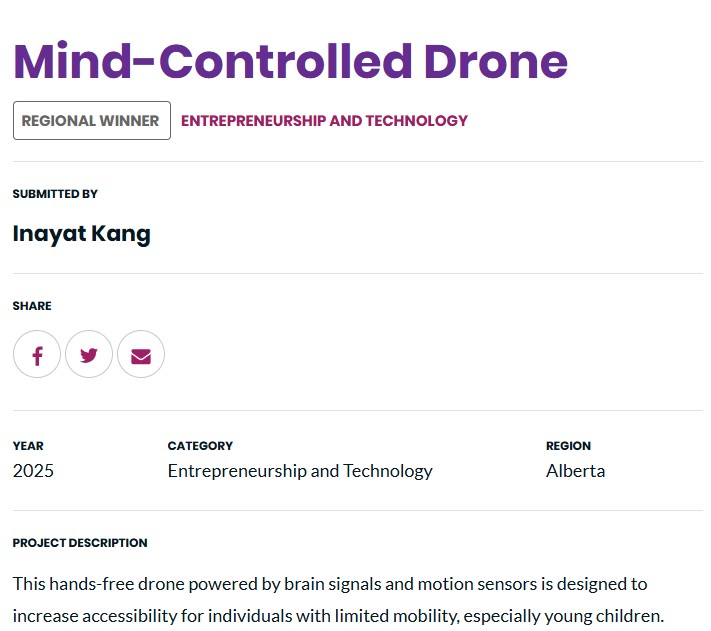 Mind-Controlled Drone
REGIONAL WINNER ENTREPRENEURSHIP AND TECHNOLOGY
SUBMITTED BY
Inayat Kang
SHARE
YEAR CATEGORY REGION
2025 Entrepreneurship and Technology Alberta
PROJECT DESCRIPTION
This hands-free drone powered by brain signals and motion sensors is designed to
increase accessibility for individuals with limited mobility, especially young children.